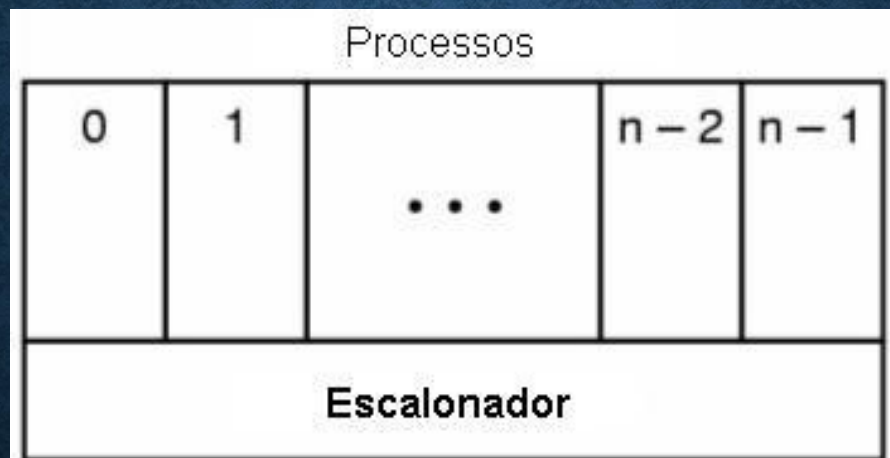 Processos
0 1 • • • n – 2 n – 1
Escalonador